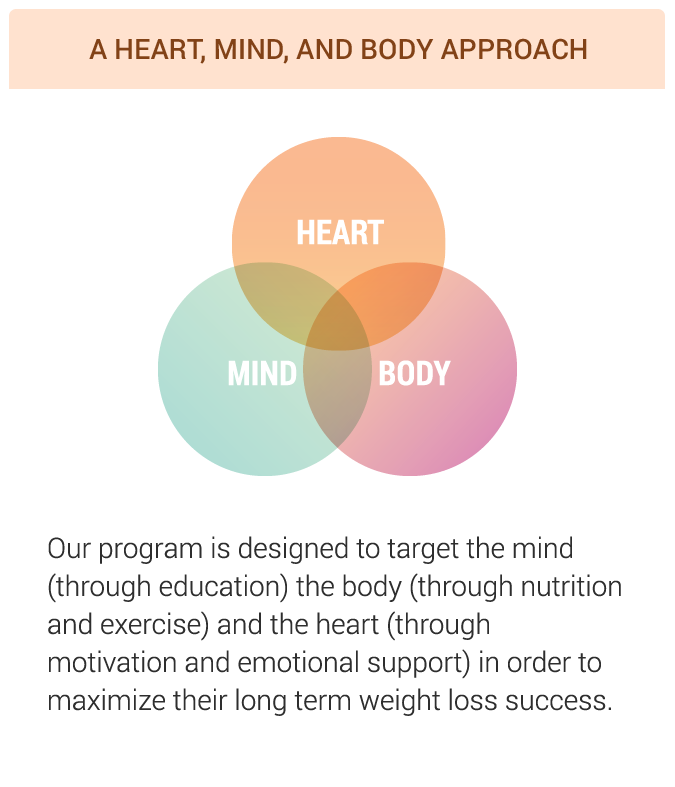 A HEART, MIND, AND BODY APPROACH
HEART
MIND
BODY
Our program is designed to target the mind
(through education) the body (through nutrition
and exercise) and the heart (through
motivation and emotional support) in order to
maximize their long term weight loss success.